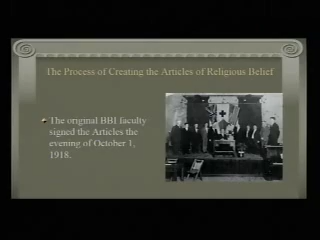 The Process of Creating the Articles of Religious Belief
The original BBI faculty
signed the Articles the
evening of October 1,
1918.